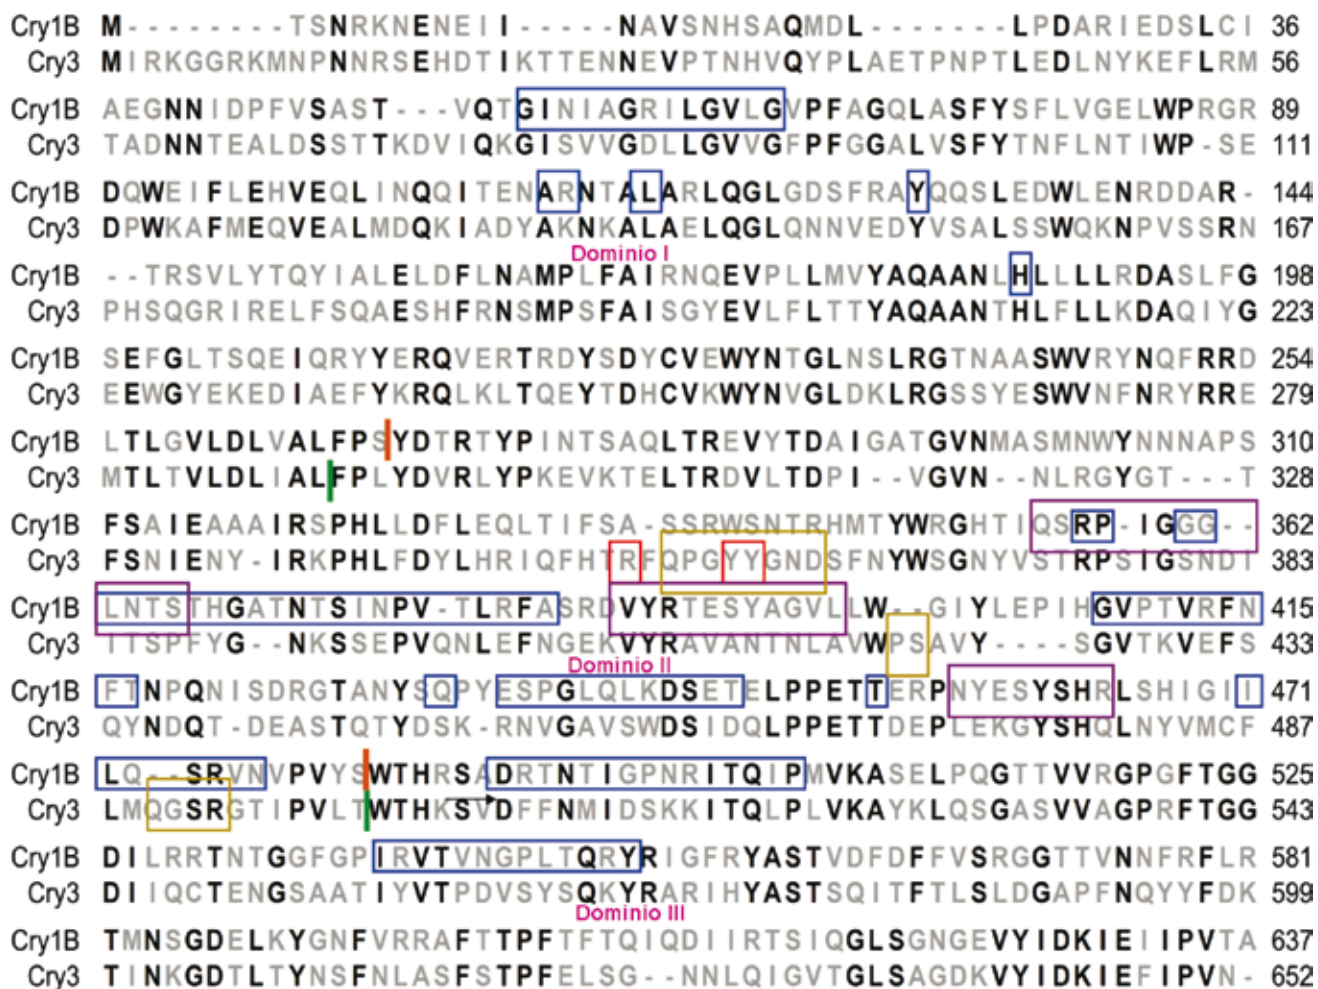 Cry1B M--------TSNRKNENEII-----NAVSNHSAQMDL-------LPDARIEDSLCI 36
Cry3 MIRKGGRKMNPNNRSEHDTIKTTENNEVPTNHVQYPLAETPNPTLEDLNYKEFLRM 56
Cry1B AEGNNIDPFVSAST---VQTGINIAGRILGVLGVPFAGQLASFYSFLVGELWPRGR 89
Cry3 TADNNTEALDSSTTKDVIQKGISVVGDLLGVVGFPFGGALVSFYTNFLNTIWP-SE 111
Cry1B DQWEIFLEHVEQLINQQITENARNTALARLQGLGDSFRAYQQSLEDWLENRDDAR- 144
Cry3 DPWKAFMEQVEALMDQKIADYAKNKALAELQGLQNNVEDYVSALSSWQKNPVSSRN 167
Dominio I
Cry1B --TRSVLYTQYIALELDFLNAMPLFAIRNQEVPLLMVYAQAANLHLLLLRDASLFG 198
Cry3 PHSQGRIRELFSQAESHFRNSMPSFAISGYEVLFLTTYAQAANTHLFLLKDAQIYG 223
Cry1B SEFGLTSQEIQRYYERQVERTRDYSDYCVEWYNTGLNSLRGTNAASWVRYNQFRRD 254
Cry3 EEWGYEKEDIAEFYKRQLKLTQEYTDHCVKWYNVGLDKLRGSSYESWVNFNRYRRE 279
Cry1B LTLGVLDLVALFPSYDTRTYPINTSAQLTREVYTDAIGATGVNMASMNWYNNNAPS 310
Cry3 MTLTVLDLIALFPLYDVRLYPKEVKTELTRDVLTDPI--VGVN--NLRGYGT---T 328
Cry1B FSAIEAAAIRSPHLLDFLEQLTIFSA-SSRWSNTRHMTYWRGHTIQSRP-IGGG-- 362
Cry3 FSNIENY-IRKPHLFDYLHRIQFHTRFQPGYYGNDSFNYWSGNYVSTRPSIGSNDT 383
Cry1B LNTSTHGATNTSINPV-TLRFASRDVYRTESYAGVLLW--GIYLEPIHGVPTVRFN 415
Cry3 ITSPFYG--NKSSEPVQNLEFNGEKVYRAVANTNLAVWPSAVY----SGVTKVEFS 433
Dominio II
Cry1B FTNPQNISDRGTANYSQPYESPGLQLKDSETELPPETTERPNYESYSHRLSHIGII 471
Cry3 QYNDQT-DEASTQTYDSK-RNVGAVSWDSIDQLPPETTDEPLEKGYSHQLNYVMCF 487
Cry1B LQ--SRVNVPVYSWTHRSADRTNTIGPNRITQIPMVKASELPQGTTVVRGPGFTGG 525
Cry3 LMQGSRGTIPVLTWTHKSVDFFNMIDSKKITQLPLVKAYKLQSGASVVAGPRFTGG 543
Cry1B DILRRTNTGGFGPIRVTVNGPLTQRYRIGFRYASTVDFDFFVSRGGTTVNNFRFLR 581
Cry3 DIIQCTENGSAATIYVTPDVSYSQKYRARIHYASTSQITFTLSLDGAPFNQYYFDK 599
Dominio III
Cry1B TMNSGDELKYGNFVRRAFTTPFTFTQIQDIIRTSIQGLSGNGEVYIDKIEIIPVTA 637
Cry3 TINKGDTLTYNSFNLASFSTPFELSG--NNLQIGVTGLSAGDKVYIDKIEFIPVN- 652